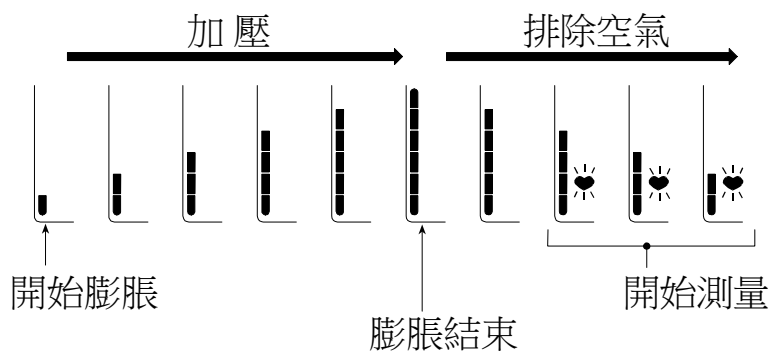 加 壓
排除空氣
開始膨脹
膨脹結束
開始測量